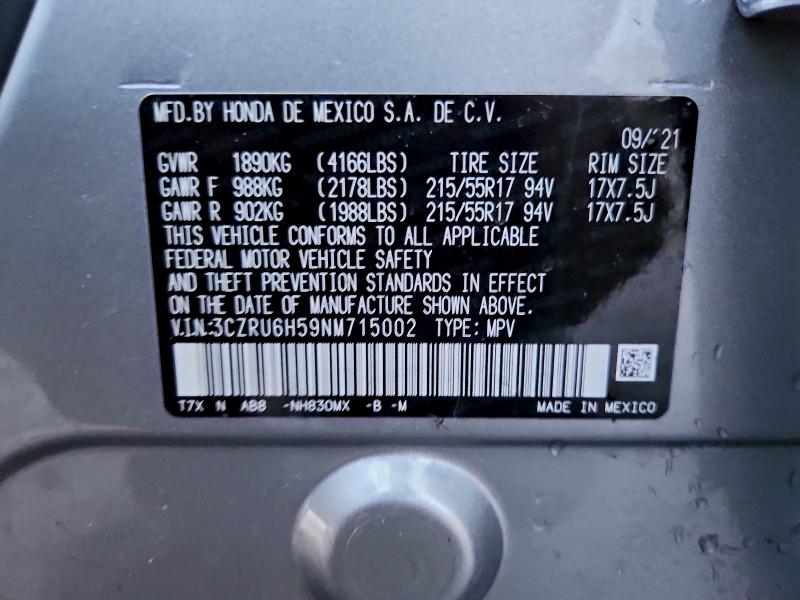 MFD.BY HONDA DE MEXICO S.A. DE C.V.
09/21
GVWR 1890KG (4166LBS) TIRE SIZE RIM SIZE
GAWR F 988KG (2178LBS) 215/55R17 94V 17X7.5J
GAWR R 902KG (1988LBS) 215/55R17 94V 17X7.5J
THIS VEHICLE CONFORMS TO ALL APPLICABLE
FEDERAL MOTOR VEHICLE SAFETY
AND THEFT PREVENTION STANDARDS IN EFFECT
ON THE DATE OF MANUFACTURE SHOWN ABOVE.
V.I.N.:3CZRU6H59NM715002 TYPE: MPV
T7X N AB8 -NH830MX -B -M MADE IN MEXICO